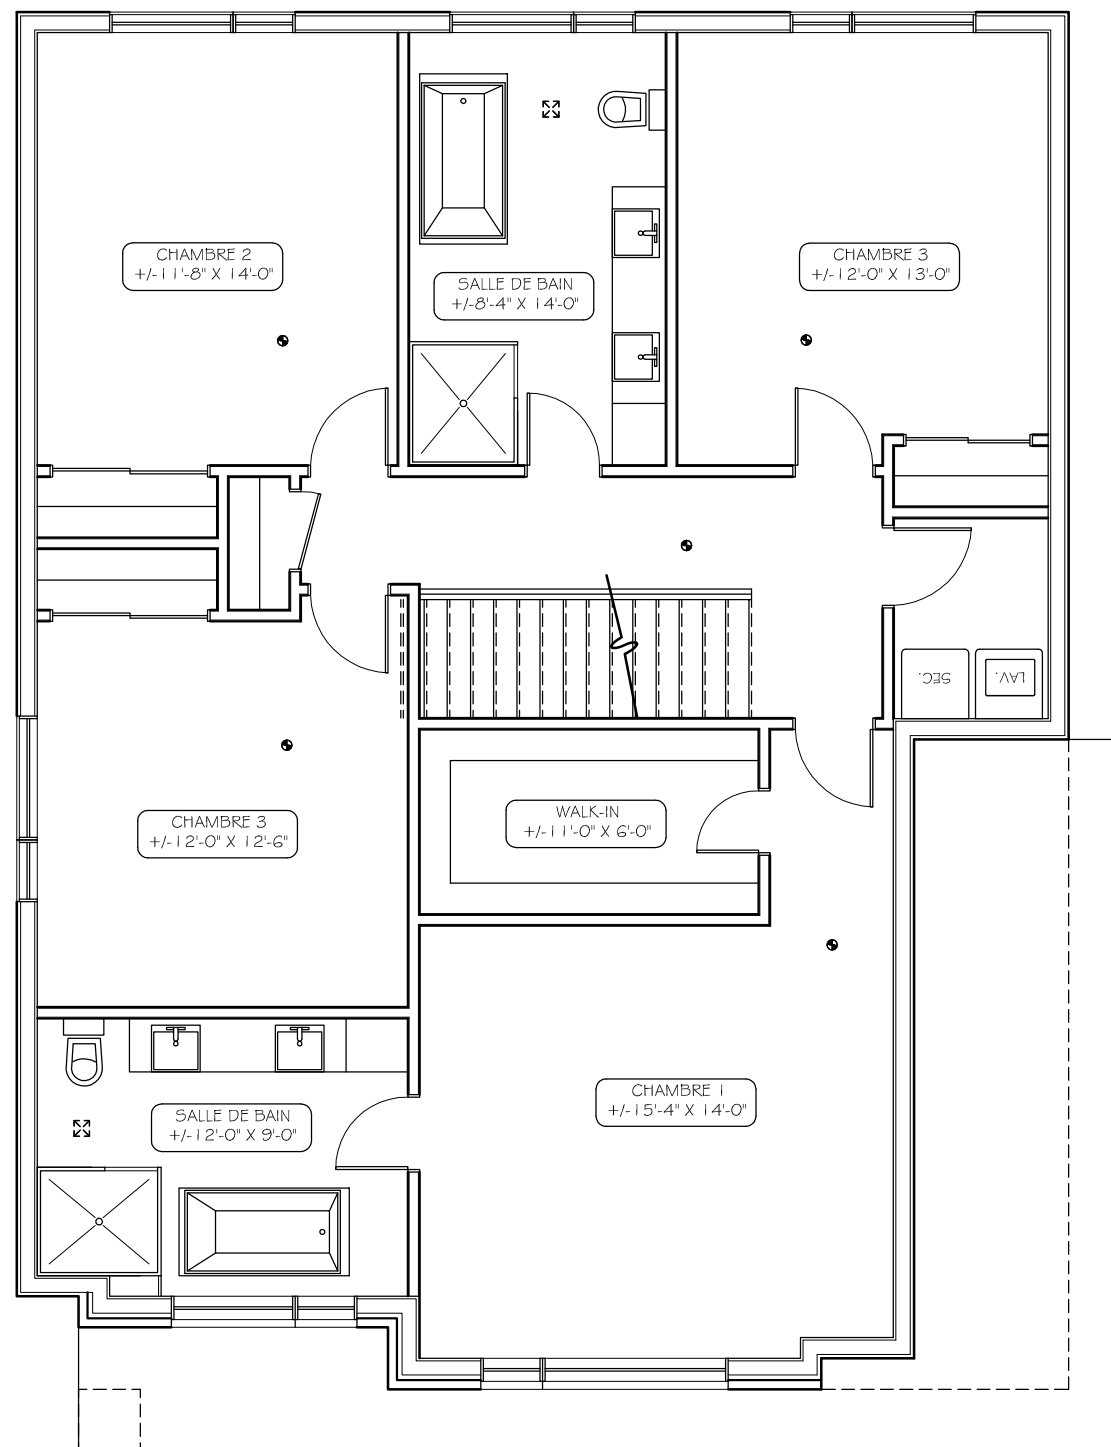 CHAMBRE 2
+/-11'-8" X 14'-0"
SALLE DE BAIN
+/-8'-4" X 14'-0"
CHAMBRE 3
+/-12'-0" X 13'-0"
SEC.
LAV.
WALK-IN
+/-11'-0" X 6'-0"
CHAMBRE 3
+/-12'-0" X 12'-6"
CHAMBRE 1
+/-15'-4" X 14'-0"
SALLE DE BAIN
+/-12'-0" X 9'-0"